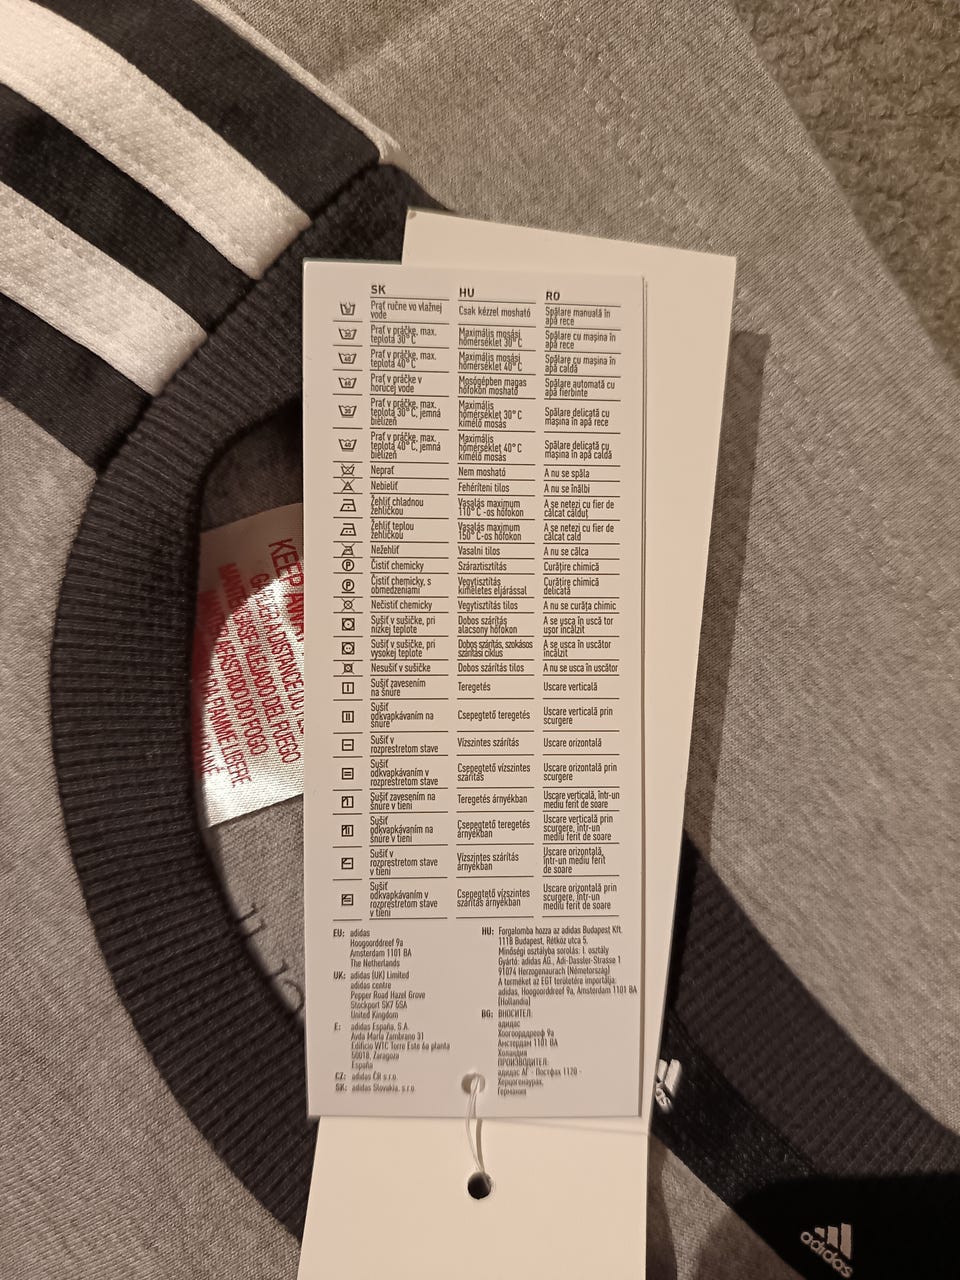 SK HU RO
Prať ručne vo vlažnej
vode
Csak kézzel mosható
Spălare manuală în
apă rece
30
Prať v práčke, max.
teplota 30° C
Maximális mosási
hőmérséklet 30° C
Spălare cu mașina în
apă rece
40
Prať v práčke, max.
teplota 40° C
Maximális mosási
hőmérséklet 40° C
Spălare cu mașina în
apă caldă
60
Prať v práčke v
horúcej vode
Mosógépben magas
hőfokon mosható
Spălare automată cu
apă fierbinte
30
Prať v práčke, max.
teplota 30° C, jemná
bielizeň
Maximális
hőmérséklet 30° C
kímélő mosás
Spălare delicată cu
mașina în apă rece
40
Prať v práčke, max.
teplota 40° C, jemná
bielizeň
Maximális
hőmérséklet 40° C
kímélő mosás
Spălare delicată cu
mașina în apă caldă
Neprať
Nem mosható
A nu se spăla
Nebieliť
Fehéríteni tilos
A nu se înălbi
Žehliť chladnou
žehličkou
Vasalás maximum
110° C -os hőfokon
A se netezi cu fier de
călcat călduț
Žehliť teplou
žehličkou
Vasalás maximum
150° C-os hőfokon
A se netezi cu fier de
călcat cald
Nežehliť
Vasalni tilos
A nu se călca
P
Čistiť chemicky
Száraztisztítás
Curățire chimică
P
Čistiť chemicky, s
obmedzeniami
Vegytisztítás
kíméletes eljárással
Curățire chimică
delicată
Nečistiť chemicky
Vegytisztítás tilos
A nu se curăța chimic
Sušiť v sušičke, pri
nízkej teplote
Dobos szárítás
alacsony hőfokon
A se usca în uscă tor
ușor încălzit
Sušiť v sušičke, pri
vysokej teplote
Dobos szárítás, szokásos
szárítási ciklus
A se usca în uscător
încălzit
Nesušiť v sušičke
Dobos szárítás tilos
A nu se usca în uscător
Sušiť zavesením
na šnúre
Teregetés
Uscare verticală
Sušiť
odkvapkávaním na
šnúre
Csepegtető teregetés
Uscare verticală prin
scurgere
Sušiť v
rozprestretom stave
Vízszintes szárítás
Uscare orizontală
Sušiť
odkvapkávaním v
rozprestretom stave
Csepegtető vízszintes
szárítás
Uscare orizontală prin
scurgere
Sušiť zavesením na
šnúre v tieni
Teregetés árnyékban
Uscare verticală, într-un
mediu ferit de soare
Sušiť
odkvapkávaním na
šnúre v tieni
Csepegtető teregetés
árnyékban
Uscare verticală prin
scurgere, într-un
mediu ferit de soare
Sušiť v
rozprestretom stave
v tieni
Vízszintes szárítás
árnyékban
Uscare orizontală,
într-un mediu ferit
de soare
Sušiť
odkvapkávaním v
rozprestretom stave
v tieni
Csepegtető vízszintes
szárítás árnyékban
Uscare orizontală prin
scurgere, într-un
mediu ferit de soare
EU: adidas
Hoogoorddreef 9a
Amsterdam 1101 BA
The Netherlands
UK: adidas (UK) Limited
adidas centre
Pepper Road Hazel Grove
Stockport SK7 5SA
United Kingdom
E: adidas España, S.A.
Avda María Zambrano 31
Edificio WTC Torre Este 6a planta
50018, Zaragoza
España
CZ: adidas ČR s.r.o.
SK: adidas Slovakia, s.r.o.
HU: Forgalomba hozza az adidas Budapest Kft.
1118 Budapest, Rétköz utca 5.
Minőségi osztályba sorolás: I. osztály
Gyártó: adidas AG., Adi-Dassler-Strasse 1
91074 Herzogenaurach (Németország)
A terméket az EGT területére importálja:
adidas, Hoogoorddreef 9a, Amsterdam 1101 BA
(Hollandia)
BG: ВНОСИТЕЛ:
адидас
Хоогоорддрееф 9а
Амстердам 1101 BA
Холандия
ПРОИЗВОДИТЕЛ:
адидас АГ - Постфах 1120 -
Херцогенаурах,
Германия
KEEP AWA
A DISTANCE DU
DEL FUEGO
DO FOGO
FIAMME LIBERE
adidas